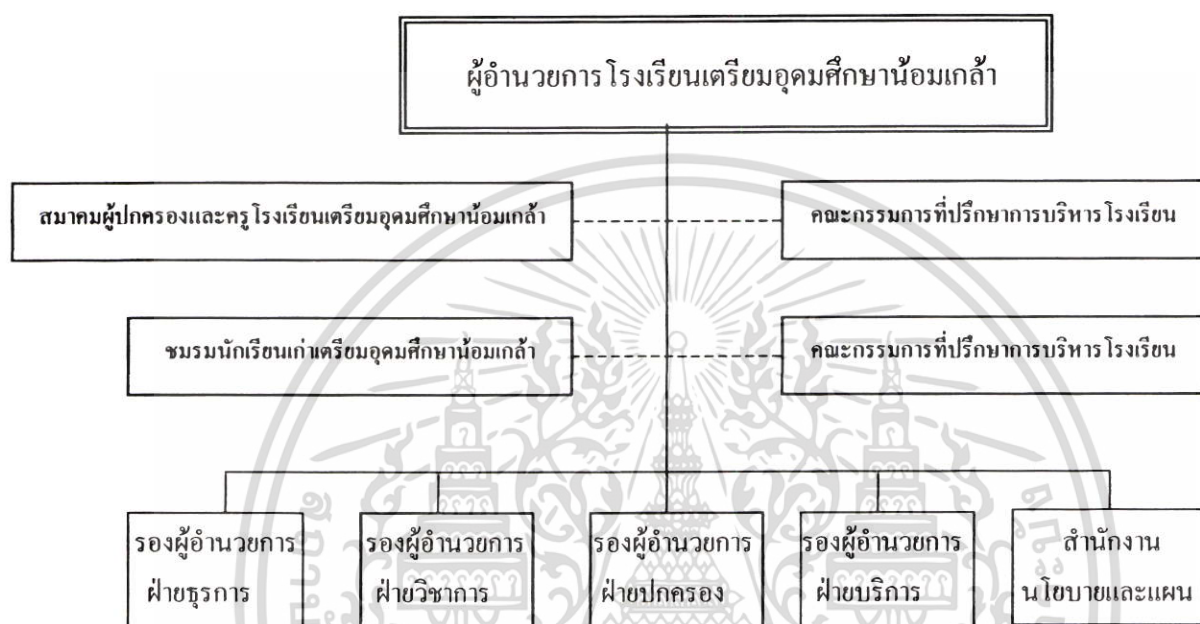 ผู้อำนวยการโรงเรียนเตรียมอุดมศึกษาน้อมเกล้า
สมาคมผู้ปกครองและครูโรงเรียนเตรียมอุดมศึกษาน้อมเกล้า
คณะกรรมการที่ปรึกษาการบริหารโรงเรียน
ชมรมนักเรียนเก่าเตรียมอุดมศึกษาน้อมเกล้า
คณะกรรมการที่ปรึกษาการบริหารโรงเรียน
รองผู้อำนวยการ
ฝ่ายธุรการ
รองผู้อำนวยการ
ฝ่ายวิชาการ
รองผู้อำนวยการ
ฝ่ายปกครอง
รองผู้อำนวยการ
ฝ่ายบริการ
สำนักงาน
นโยบายและแผน